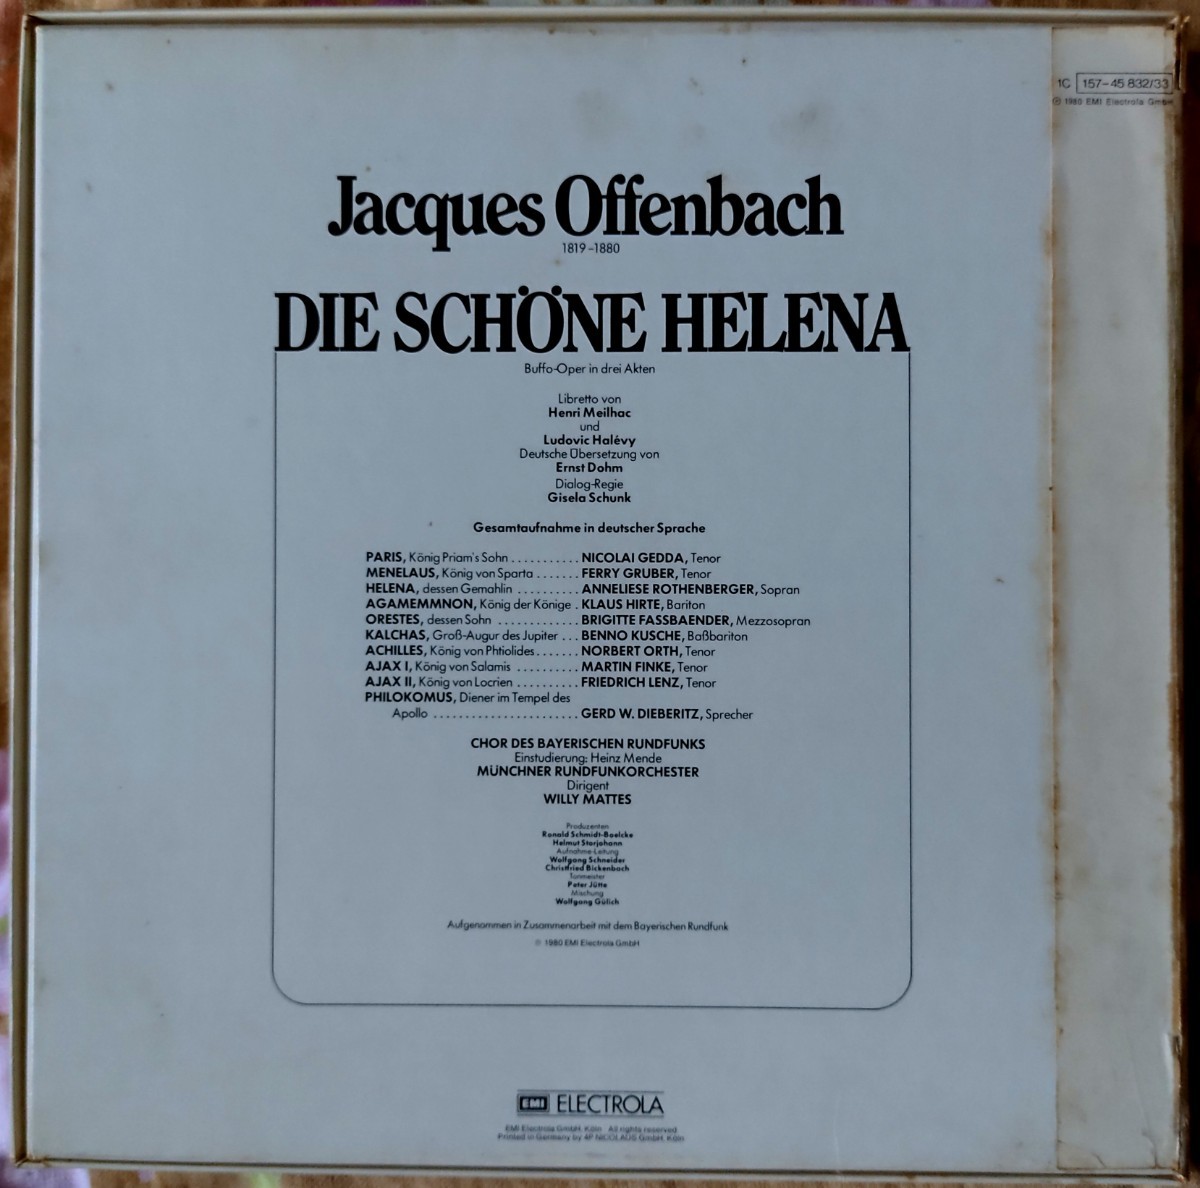 1C 157-45 832/33
℗ 1980 EMI Electrola GmbH
Jacques Offenbach
1819-1880
DIE SCHÖNE HELENA
Buffo-Oper in drei Akten
Libretto von
Henri Meilhac
und
Ludovic Halévy
Deutsche Übersetzung von
Ernst Dohm
Dialog-Regie
Gisela Schunk
Gesamtaufnahme in deutscher Sprache
PARIS, König Priam's Sohn .......... NICOLAI GEDDA, Tenor
MENELAUS, König von Sparta ....... FERRY GRUBER, Tenor
HELENA, dessen Gemahlin .......... ANNELIESE ROTHENBERGER, Sopran
AGAMEMMNON, König der Könige . KLAUS HIRTE, Bariton
ORESTES, dessen Sohn ............. BRIGITTE FASSBAENDER, Mezzosopran
KALCHAS, Groß-Augur des Jupiter ... BENNO KUSCHE, Baßbariton
ACHILLES, König von Phtiolides ....... NORBERT ORTH, Tenor
AJAX I, König von Salamis .......... MARTIN FINKE, Tenor
AJAX II, König von Locrien .......... FRIEDRICH LENZ, Tenor
PHILOKOMUS, Diener im Tempel des
Apollo ....................... GERD W. DIEBERITZ, Sprecher
CHOR DES BAYERISCHEN RUNDFUNKS
Einstudierung: Heinz Mende
MÜNCHNER RUNDFUNKORCHESTER
Dirigent
WILLY MATTES
Produzenten
Ronald Schmidt-Baelcke
Helmut Storjohann
Aufnahme-Leitung
Wolfgang Schneider
Christfried Bickenbach
Tonmeister
Peter Jütte
Mischung
Wolfgang Gülich
Aufgenommen in Zusammenarbeit mit dem Bayerischen Rundfunk
℗ 1980 EMI Electrola GmbH
EMI ELECTROLA
EMI Electrola GmbH, Köln All rights reserved
Printed in Germany by 4P NICOLAUS GmbH, Köln